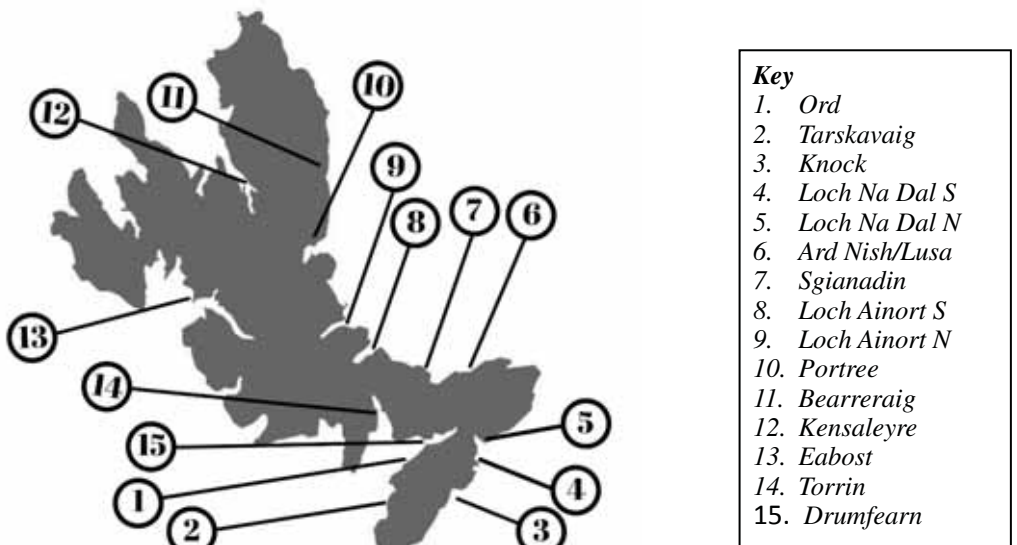 11
10
12
9
8
7
6
13
14
15
5
1
4
2
3
Key
1. Ord
2. Tarskavaig
3. Knock
4. Loch Na Dal S
5. Loch Na Dal N
6. Ard Nish/Lusa
7. Sgianadin
8. Loch Ainort S
9. Loch Ainort N
10. Portree
11. Bearreraig
12. Kensaleyre
13. Eabost
14. Torrin
15. Drumfearn